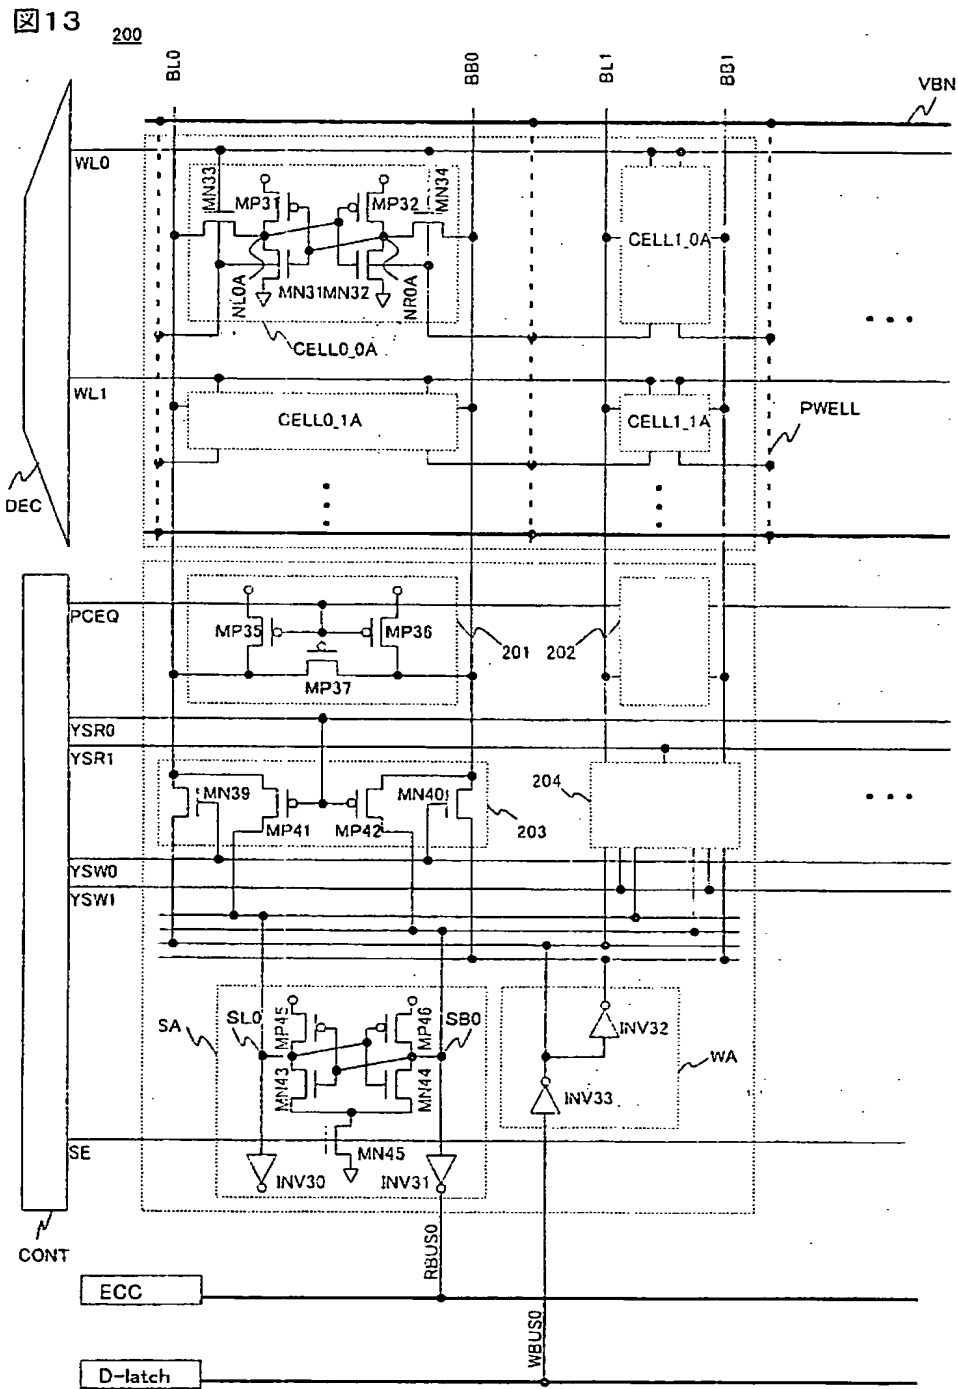 図13
200
BL0
BB0
BL1
BB1
VBN
WL0
MN33
MP31
MP32
MN34
CELL1_0A
NL0A
MN31
MN32
NR0A
CELL0_0A
WL1
CELL0_1A
CELL1_1A
PWELL
DEC
PCEQ
MP35
MP36
201
202
MP37
YSR0
YSR1
MN39
MN40
204
MP41
MP42
203
YSW0
YSW1
SA
SL0
MP45
MP46
SB0
INV32
WA
MN43
MN44
INV33
SE
MN45
INV30
INV31
CONT
RBUS0
ECC
WBUS0
D-latch